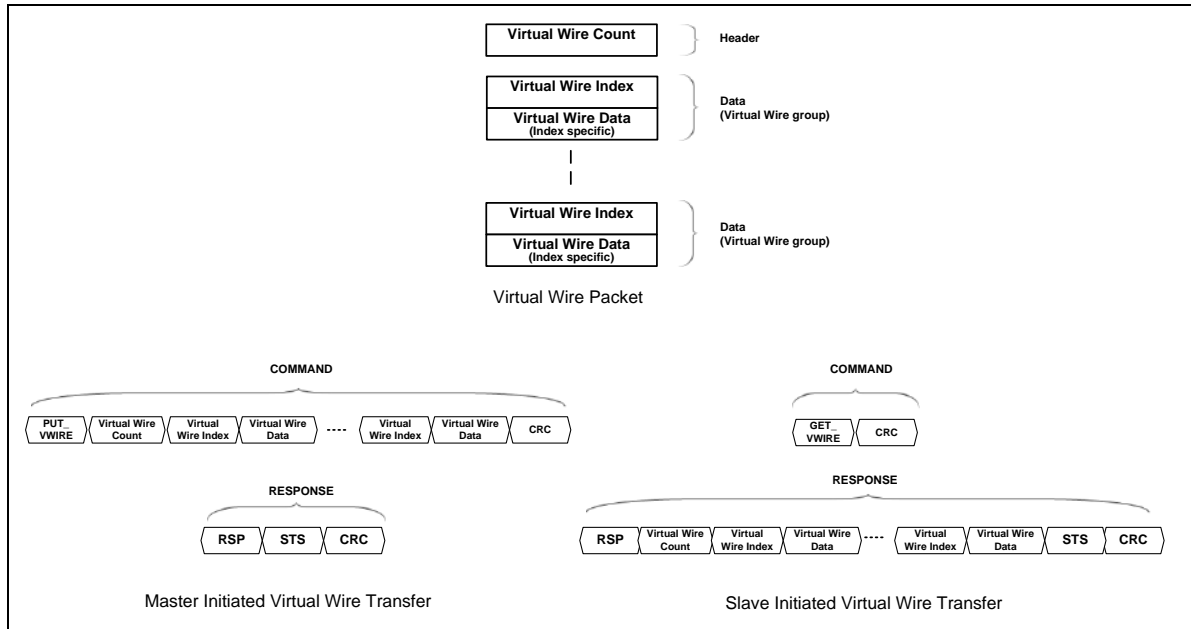 Virtual Wire Count
Header
Virtual Wire Index
Virtual Wire Data
(Index specific)
Data
(Virtual Wire group)
Virtual Wire Index
Virtual Wire Data
(Index specific)
Data
(Virtual Wire group)
Virtual Wire Packet
COMMAND
PUT_
VWIRE
Virtual Wire
Count
Virtual
Wire Index
Virtual Wire
Data
Virtual
Wire Index
Virtual Wire
Data
CRC
RESPONSE
RSP
STS
CRC
Master Initiated Virtual Wire Transfer
COMMAND
GET_
VWIRE
CRC
RESPONSE
RSP
Virtual Wire
Count
Virtual
Wire Index
Virtual Wire
Data
Virtual
Wire Index
Virtual Wire
Data
STS
CRC
Slave Initiated Virtual Wire Transfer